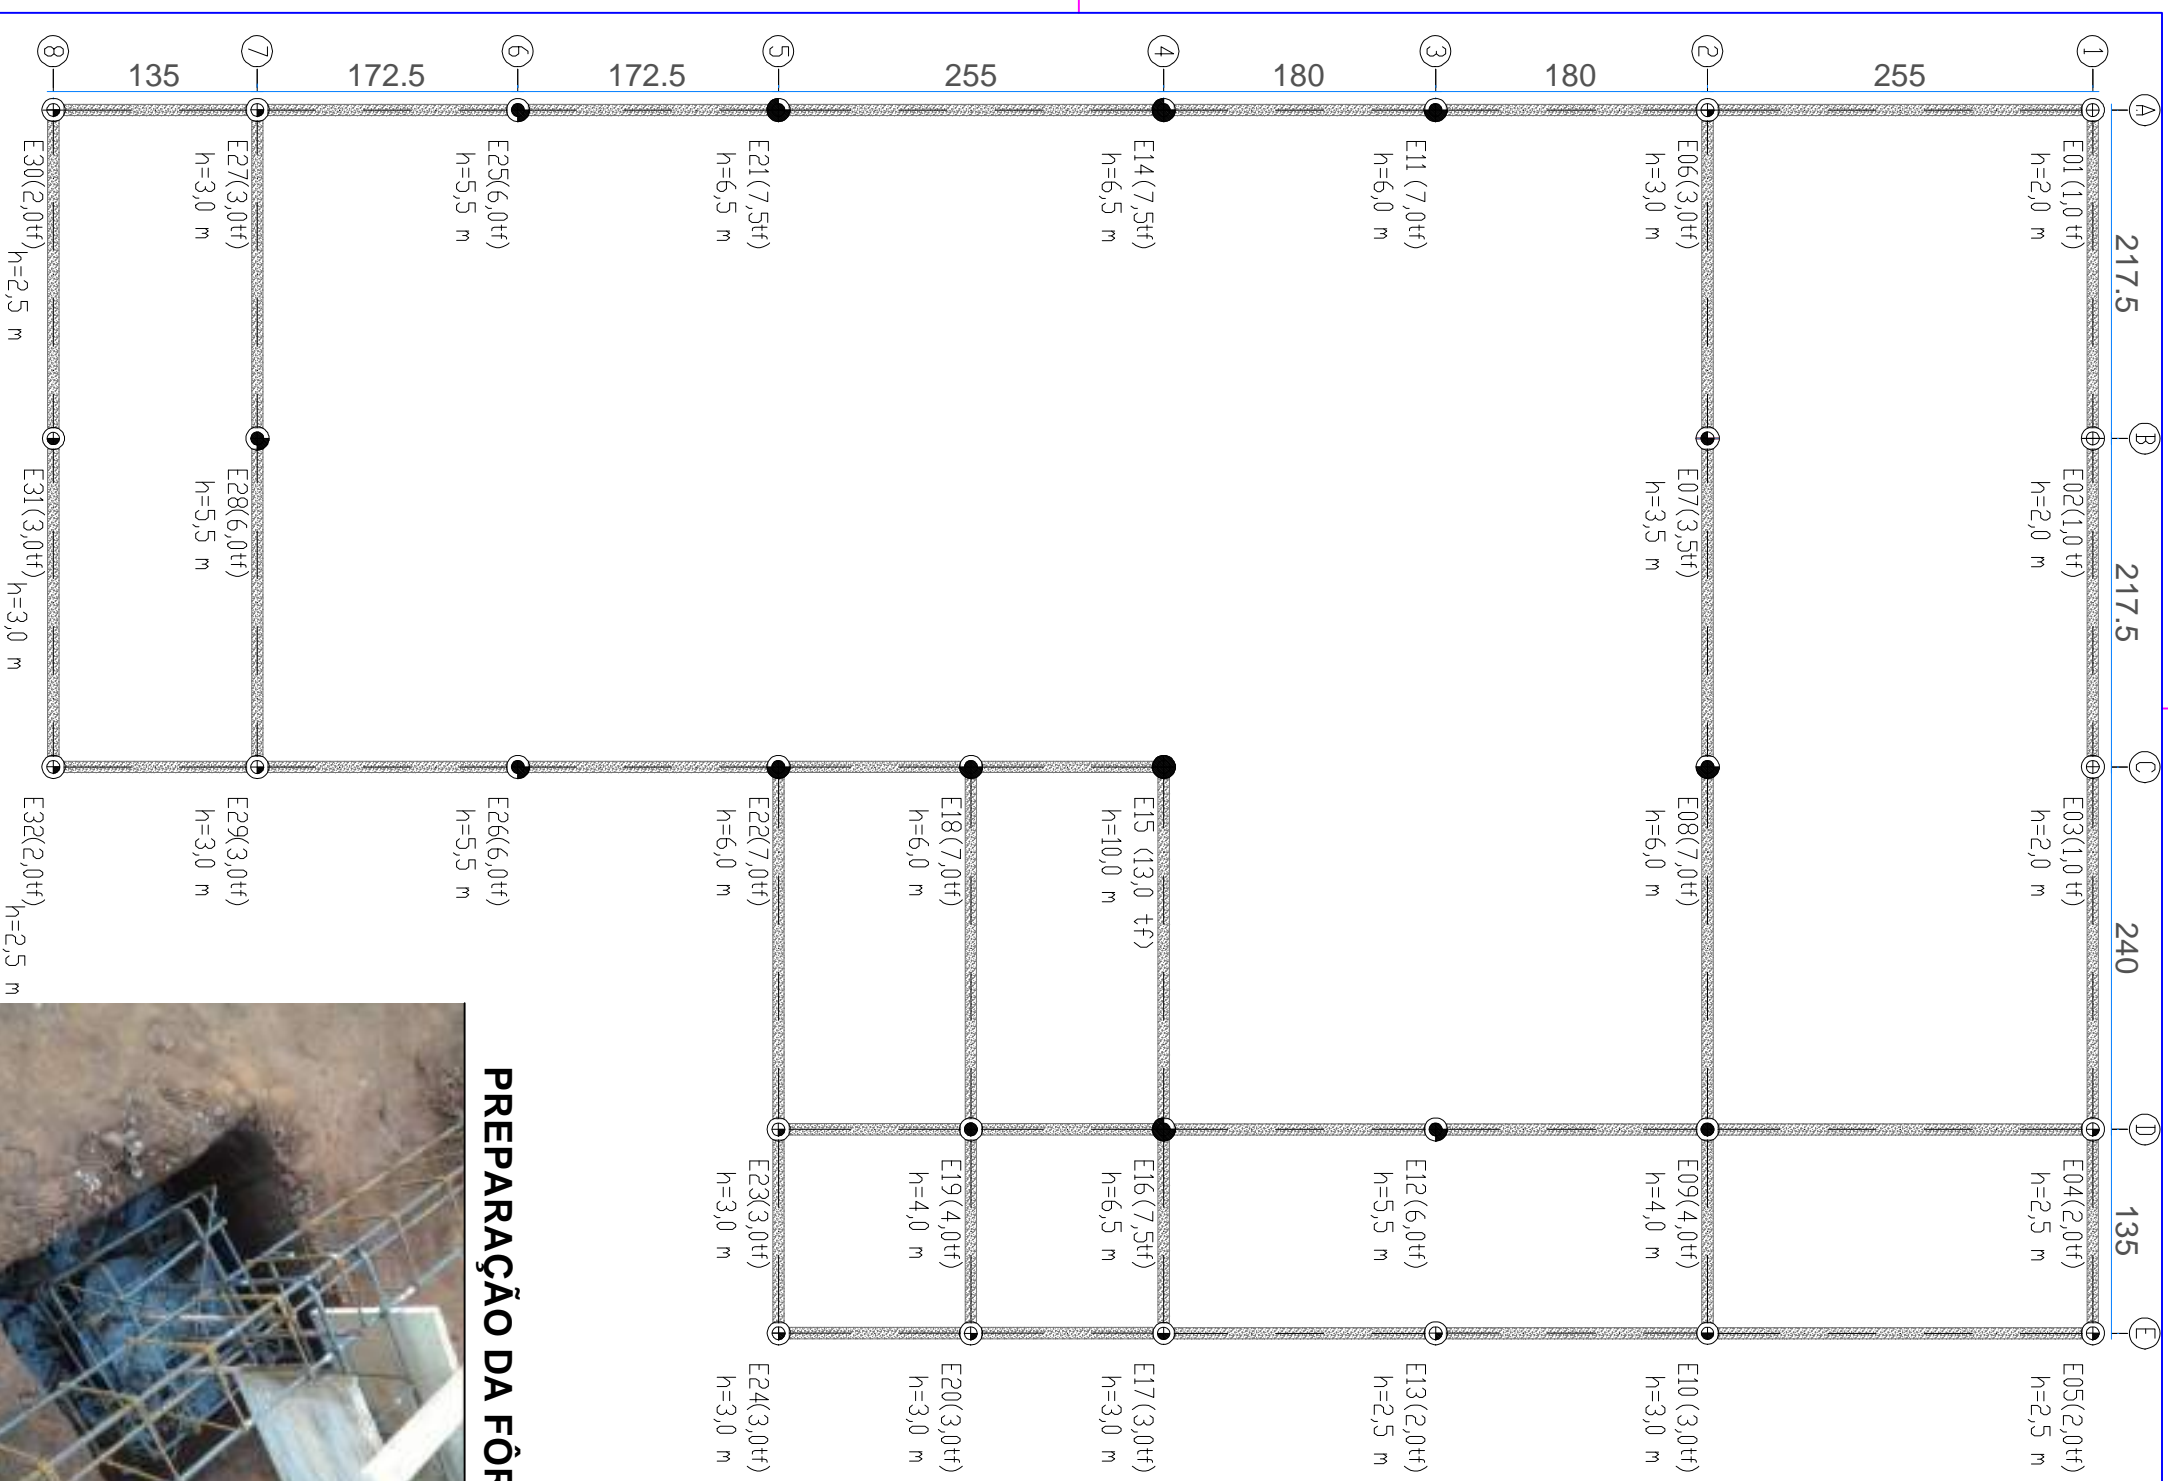 1
255
2
180
3
180
4
255
5
172.5
6
172.5
7
135
8
A
217.5
B
217.5
C
240
D
135
E
E01(1,0tf)
h=2,0 m
E02(1,0tf)
h=2,0 m
E03(1,0tf)
h=2,0 m
E04(2,0tf)
h=2,5 m
E05(2,0tf)
h=2,5 m
E06(3,0tf)
h=3,0 m
E07(3,5tf)
h=3,5 m
E08(7,0tf)
h=6,0 m
E09(4,0tf)
h=4,0 m
E10(3,0tf)
h=3,0 m
E11(7,0tf)
h=6,0 m
E12(6,0tf)
h=5,5 m
E13(2,0tf)
h=2,5 m
E14(7,5tf)
h=6,5 m
E15 (13,0 tf)
h=10,0 m
E16(7,5tf)
h=6,5 m
E17(3,0tf)
h=3,0 m
E18(7,0tf)
h=6,0 m
E19(4,0tf)
h=4,0 m
E20(3,0tf)
h=3,0 m
E21(7,5tf)
h=6,5 m
E22(7,0tf)
h=6,0 m
E23(3,0tf)
h=3,0 m
E24(3,0tf)
h=3,0 m
E25(6,0tf)
h=5,5 m
E26(6,0tf)
h=5,5 m
E27(3,0tf)
h=3,0 m
E28(6,0tf)
h=5,5 m
E29(3,0tf)
h=3,0 m
E30(2,0tf)
h=2,5 m
E31(3,0tf)
h=3,0 m
E32(2,0tf)
h=2,5 m
PREPARAÇÃO DA FÔR